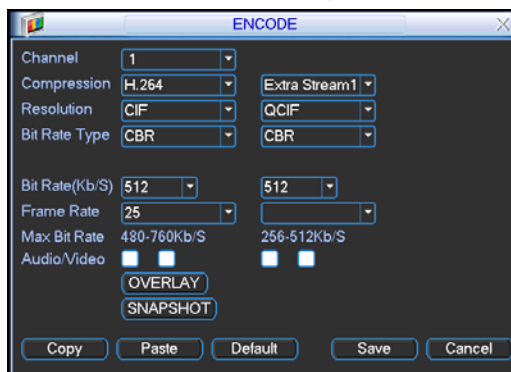 ENCODE
Channel 1
Compression H.264 Extra Stream1
Resolution CIF QCIF
Bit Rate Type CBR CBR
Bit Rate(Kb/S) 512 512
Frame Rate 25
Max Bit Rate 480-760Kb/S 256-512Kb/S
Audio/Video
OVERLAY
SNAPSHOT
Copy Paste Default Save Cancel